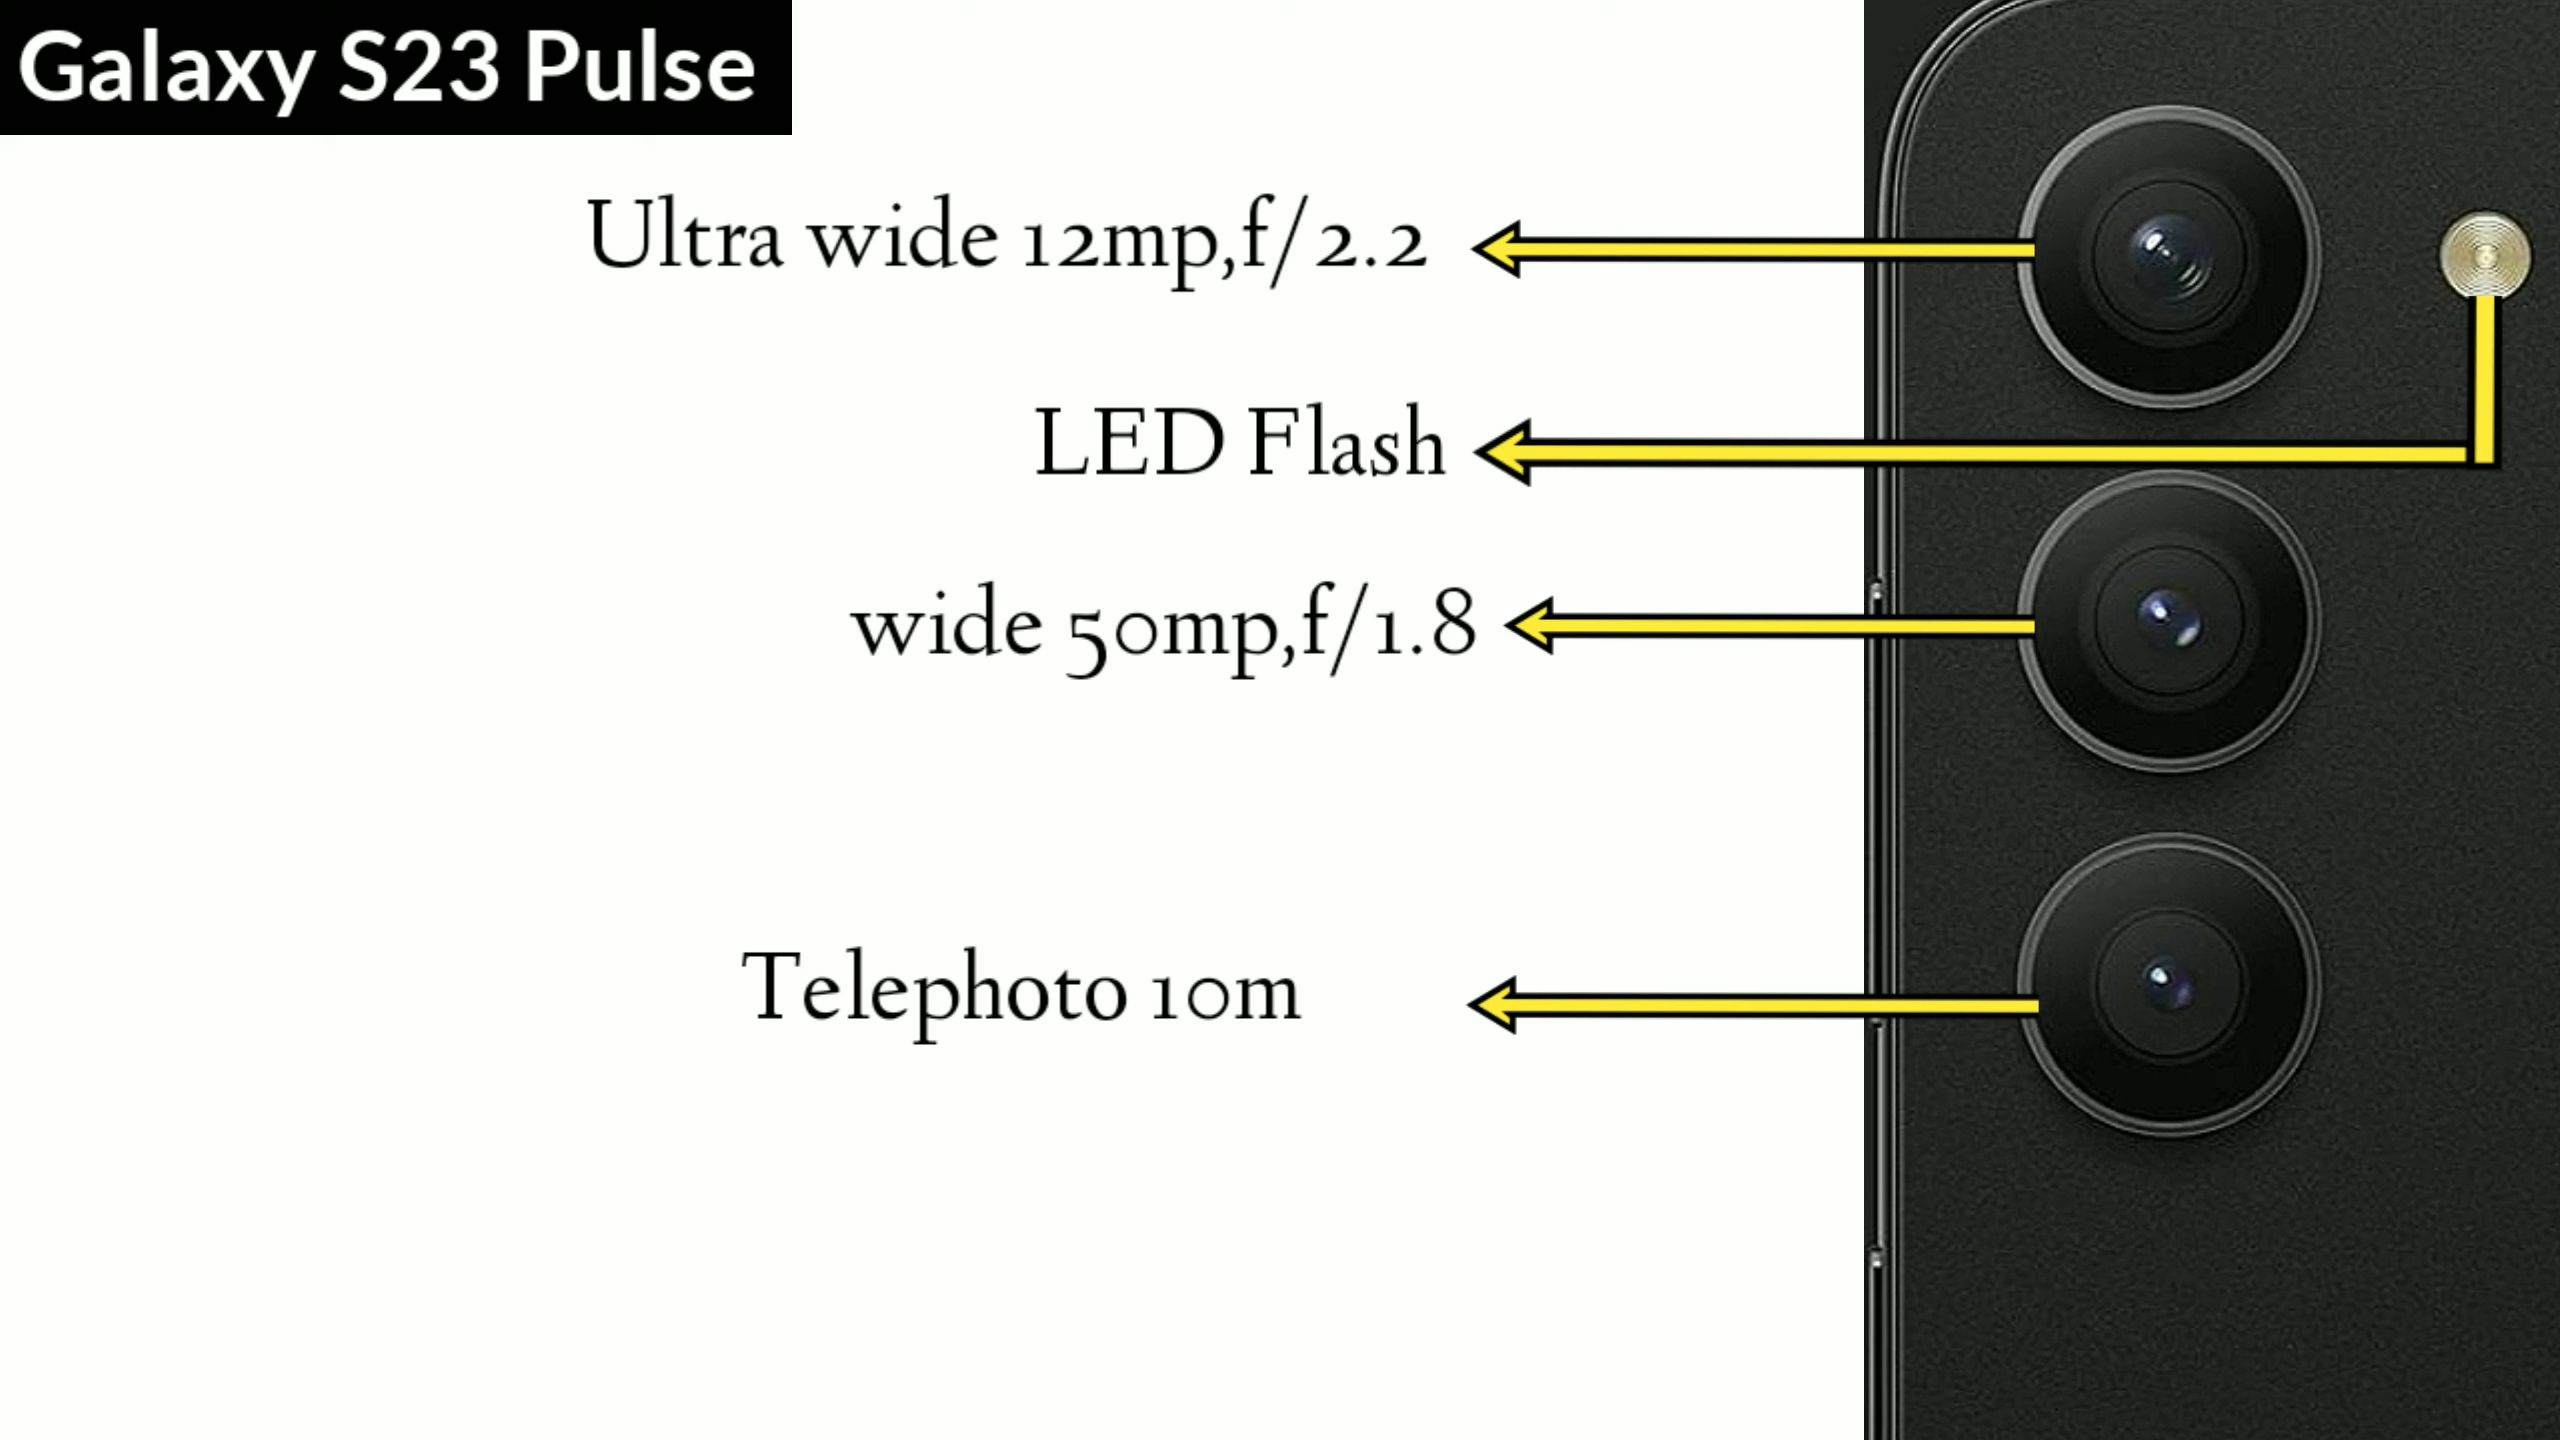 Galaxy S23 Pulse
Ultra wide 12mp,f/2.2
LED Flash
wide 50mp,f/1.8
Telephoto 10m